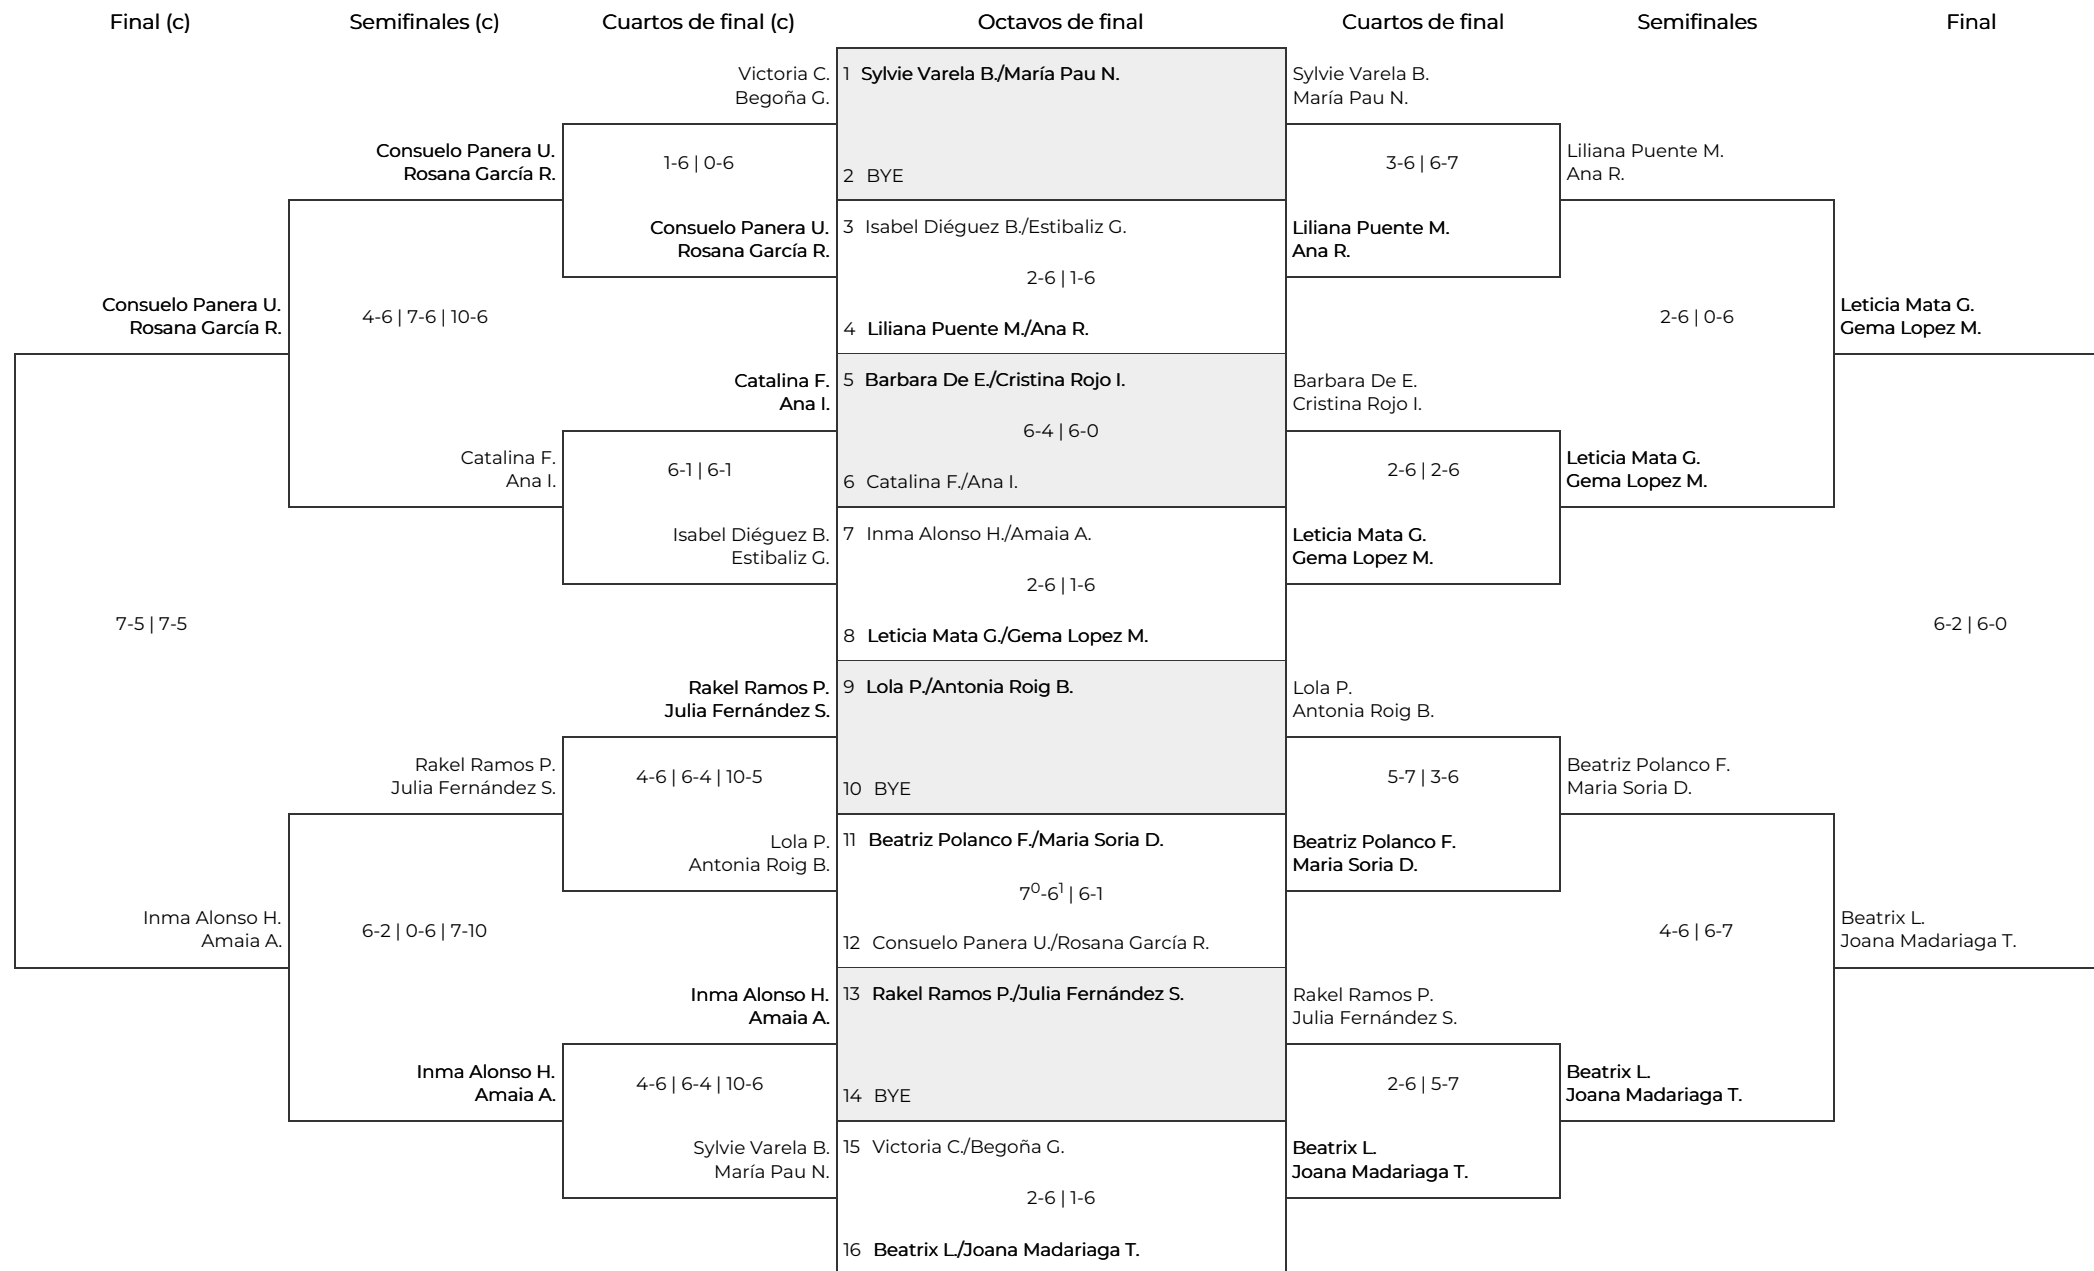 Final (c)
Semifinales (c)
Cuartos de final (c)
Octavos de final
Cuartos de final
Semifinales
Final
Consuelo Panera U.
Rosana García R.
7-5 | 7-5
Inma Alonso H.
Amaia A.
Consuelo Panera U.
Rosana García R.
4-6 | 7-6 | 10-6
Catalina F.
Ana I.
Rakel Ramos P.
Julia Fernández S.
6-2 | 0-6 | 7-10
Inma Alonso H.
Amaia A.
Victoria C.
Begoña G.
1-6 | 0-6
Consuelo Panera U.
Rosana García R.
Catalina F.
Ana I.
6-1 | 6-1
Isabel Diéguez B.
Estibaliz G.
Rakel Ramos P.
Julia Fernández S.
4-6 | 6-4 | 10-5
Lola P.
Antonia Roig B.
Inma Alonso H.
Amaia A.
4-6 | 6-4 | 10-6
Sylvie Varela B.
María Pau N.
1 Sylvie Varela B./María Pau N.
2 BYE
3 Isabel Diéguez B./Estibaliz G.
2-6 | 1-6
4 Liliana Puente M./Ana R.
5 Barbara De E./Cristina Rojo I.
6-4 | 6-0
6 Catalina F./Ana I.
7 Inma Alonso H./Amaia A.
2-6 | 1-6
8 Leticia Mata G./Gema Lopez M.
9 Lola P./Antonia Roig B.
10 BYE
11 Beatriz Polanco F./Maria Soria D.
7⁰-6¹ | 6-1
12 Consuelo Panera U./Rosana García R.
13 Rakel Ramos P./Julia Fernández S.
14 BYE
15 Victoria C./Begoña G.
2-6 | 1-6
16 Beatrix L./Joana Madariaga T.
Sylvie Varela B.
María Pau N.
3-6 | 6-7
Liliana Puente M.
Ana R.
Barbara De E.
Cristina Rojo I.
2-6 | 2-6
Leticia Mata G.
Gema Lopez M.
Lola P.
Antonia Roig B.
5-7 | 3-6
Beatriz Polanco F.
Maria Soria D.
Rakel Ramos P.
Julia Fernández S.
2-6 | 5-7
Beatrix L.
Joana Madariaga T.
Liliana Puente M.
Ana R.
2-6 | 0-6
Leticia Mata G.
Gema Lopez M.
Beatriz Polanco F.
Maria Soria D.
4-6 | 6-7
Beatrix L.
Joana Madariaga T.
Leticia Mata G.
Gema Lopez M.
6-2 | 6-0
Beatrix L.
Joana Madariaga T.